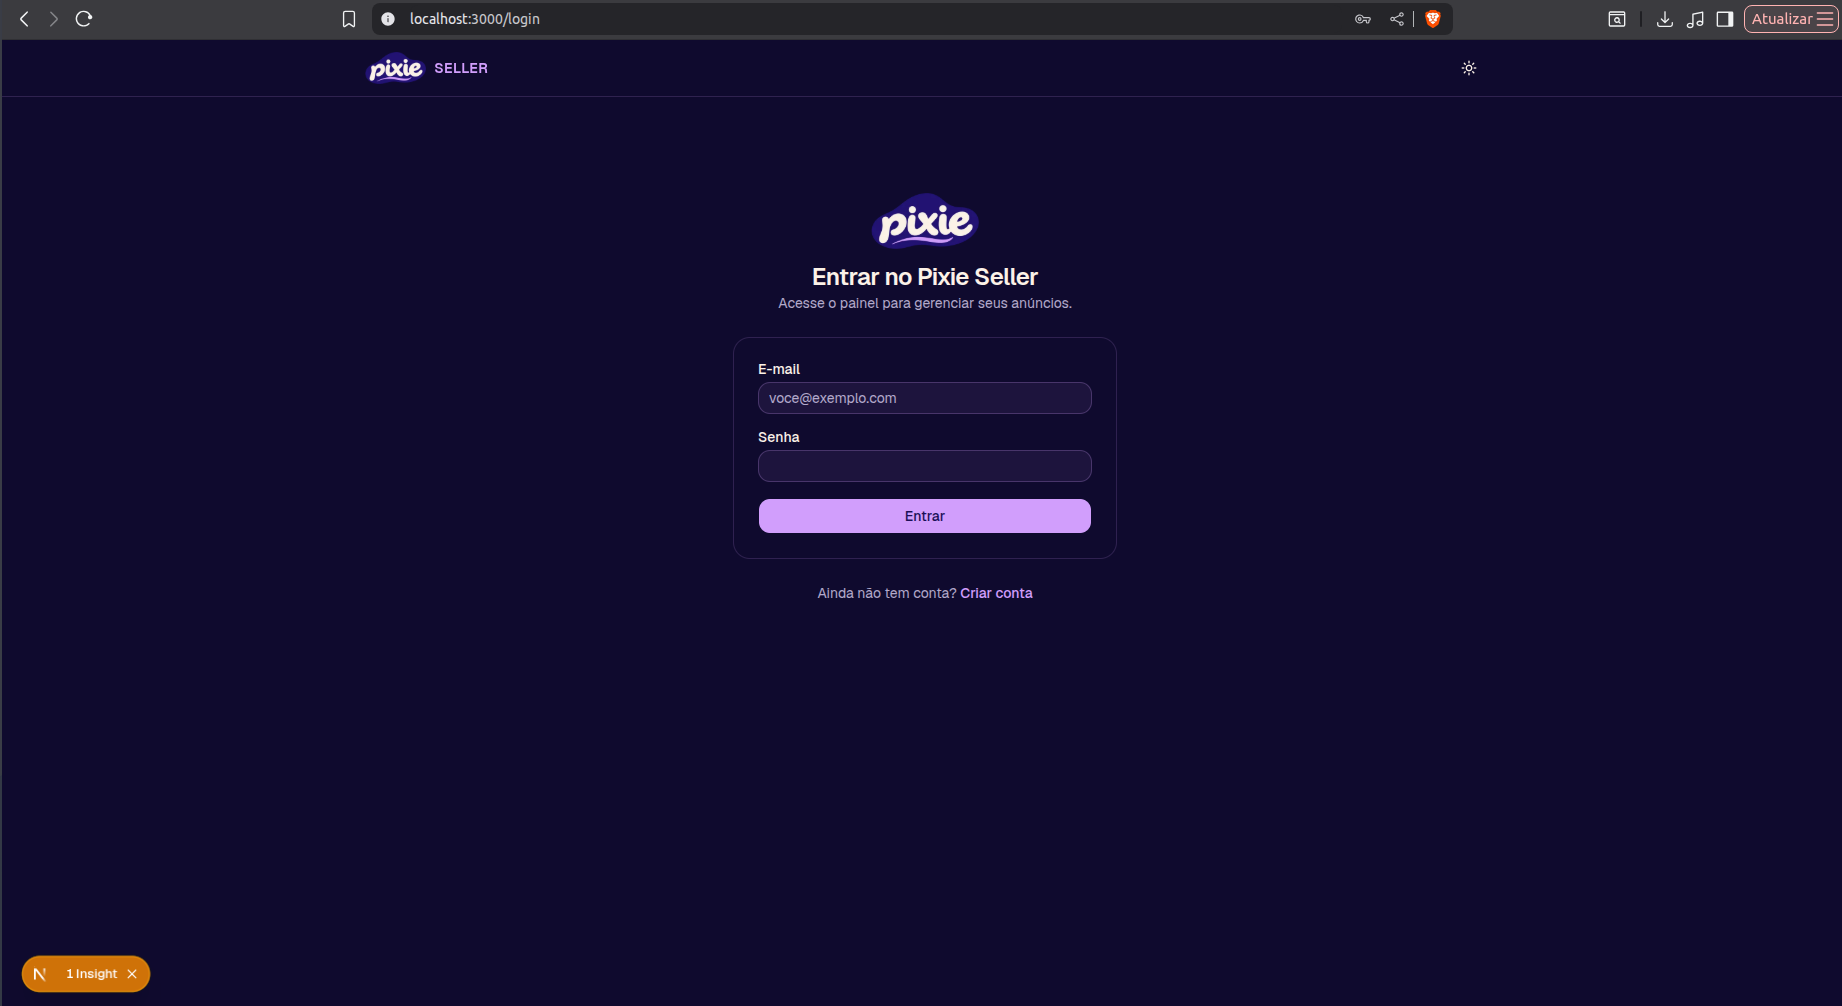 localhost:3000/login
Atualizar
pixie SELLER
pixie
Entrar no Pixie Seller
Acesse o painel para gerenciar seus anúncios.
E-mail
voce@exemplo.com
Senha
Entrar
Ainda não tem conta? Criar conta
N 1 Insight